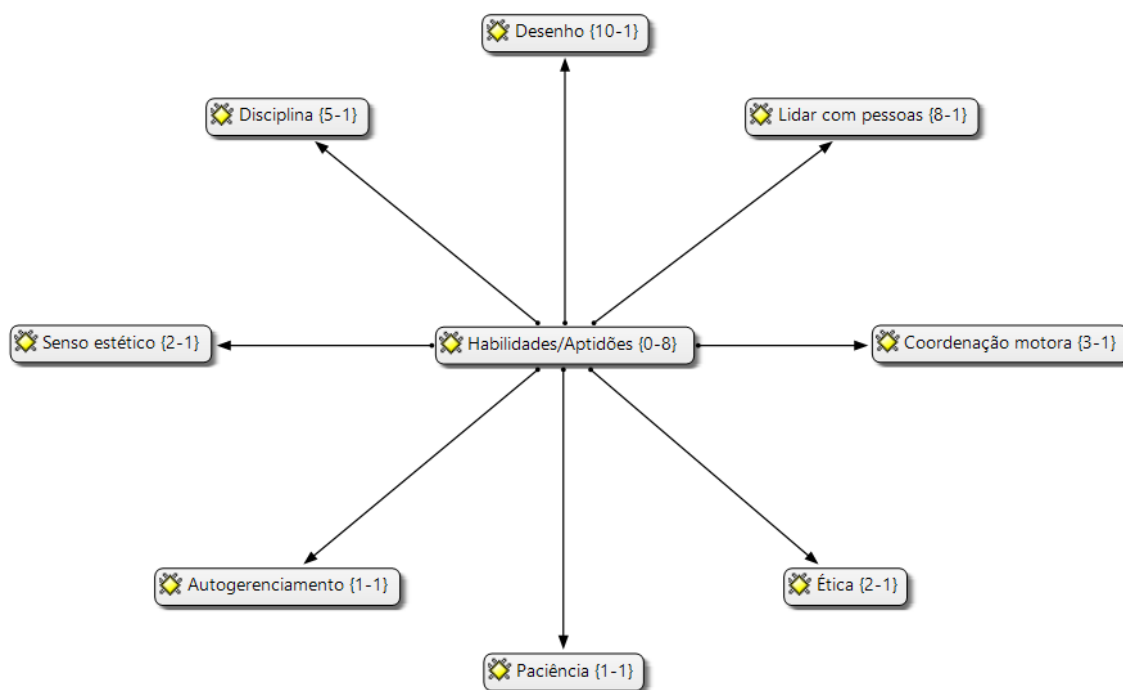 Desenho {10-1}
Disciplina {5-1}
Lidar com pessoas {8-1}
Senso estético {2-1}
Habilidades/Aptidões {0-8}
Coordenação motora {3-1}
Autogerenciamento {1-1}
Ética {2-1}
Paciência {1-1}